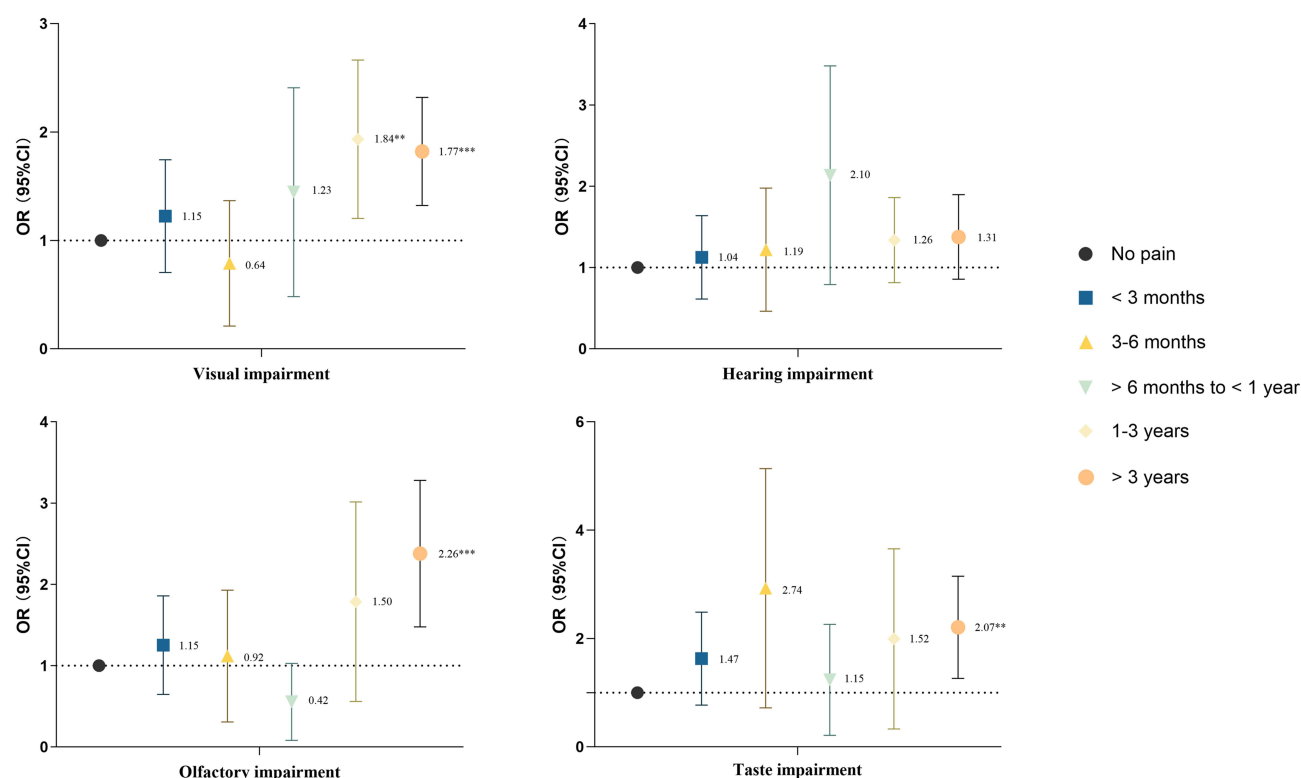 3
2
1
0
OR (95%CI)
1.15
0.64
1.23
1.84**
1.77***
Visual impairment
4
3
2
1
0
OR (95%CI)
1.04
1.19
2.10
1.26
1.31
Hearing impairment
No pain
< 3 months
3-6 months
> 6 months to < 1 year
1-3 years
> 3 years
4
3
2
1
0
OR (95%CI)
1.15
0.92
0.42
1.50
2.26***
Olfactory impairment
6
4
2
0
OR (95%CI)
1.47
2.74
1.15
1.52
2.07**
Taste impairment